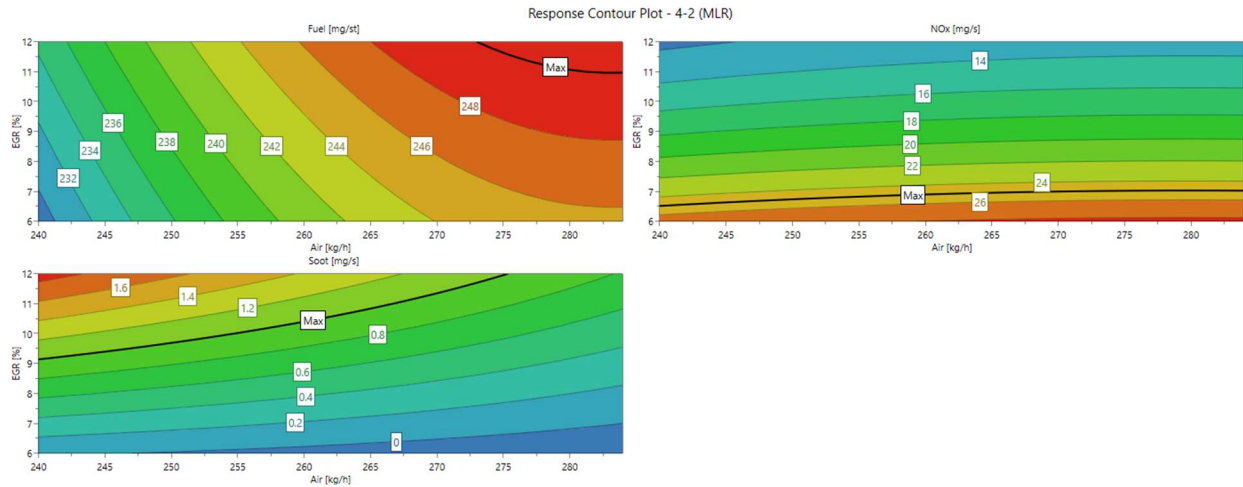 Response Contour Plot - 4-2 (MLR)
Fuel [mg/st]
12
11
10
9
8
7
6
EGR [%]
Max
248
236
238
240
242
244
246
234
232
240 245 250 255 260 265 270 275 280
Air [kg/h]
NOx [mg/s]
12
11
10
9
8
7
6
EGR [%]
14
16
18
20
22
24
Max
26
240 245 250 255 260 265 270 275 280
Air [kg/h]
Soot [mg/s]
12
11
10
9
8
7
6
EGR [%]
1.6
1.4
1.2
Max
0.8
0.6
0.4
0.2
0
240 245 250 255 260 265 270 275 280
Air [kg/h]